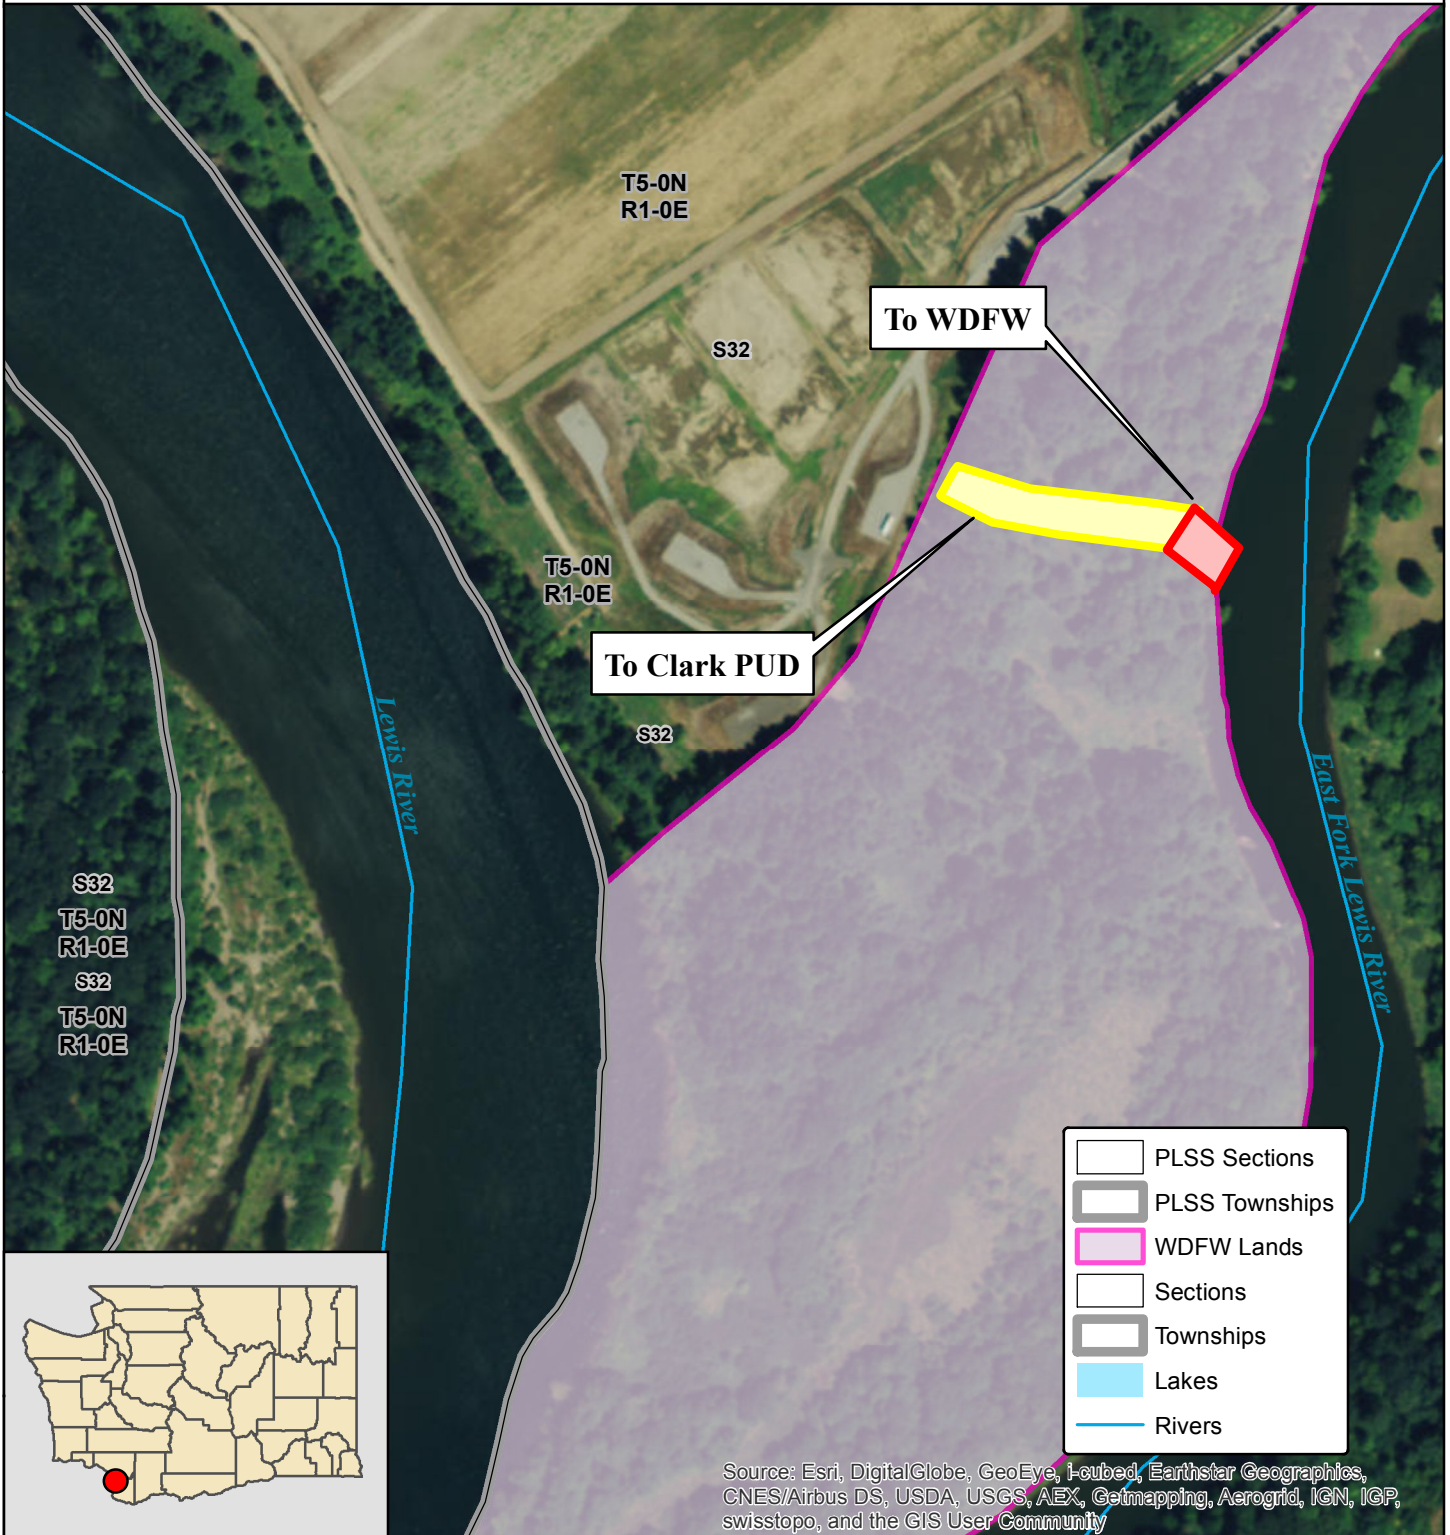 T5-0N
R1-0E
To WDFW
S32
T5-0N
R1-0E
To Clark PUD
S32
Lewis River
East Fork Lewis River
S32
T5-0N
R1-0E
S32
T5-0N
R1-0E
PLSS Sections
PLSS Townships
WDFW Lands
Sections
Townships
Lakes
Rivers
Source: Esri, DigitalGlobe, GeoEye, i-cubed, Earthstar Geographics,
CNES/Airbus DS, USDA, USGS, AEX, Getmapping, Aerogrid, IGN, IGP,
swisstopo, and the GIS User Community